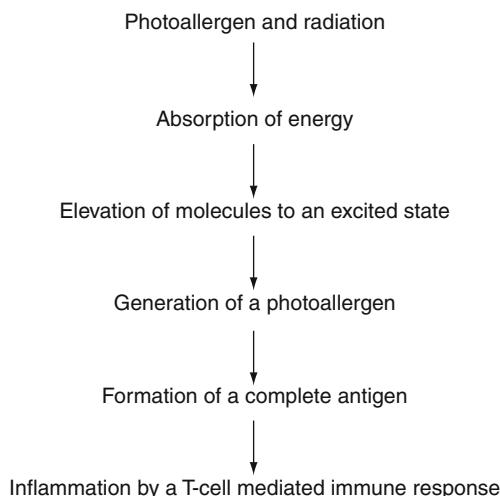 Photoallergen and radiation
Absorption of energy
Elevation of molecules to an excited state
Generation of a photoallergen
Formation of a complete antigen
Inflammation by a T-cell mediated immune response